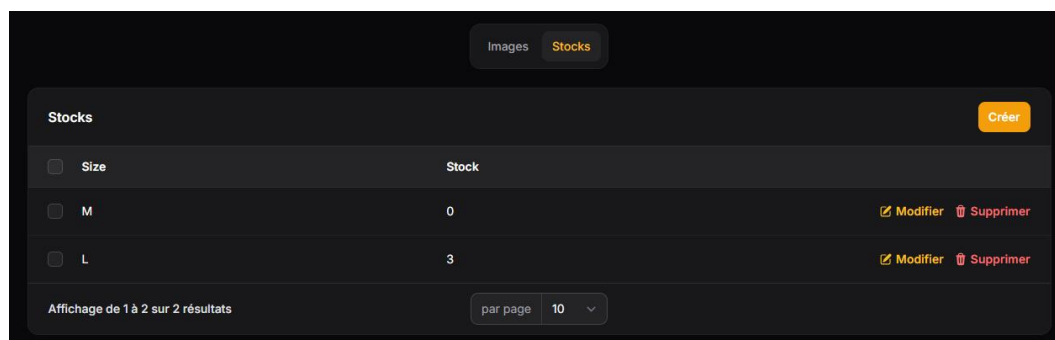 Images Stocks
Stocks Créer
Size Stock
M 0 Modifier Supprimer
L 3 Modifier Supprimer
Affichage de 1 à 2 sur 2 résultats par page 10